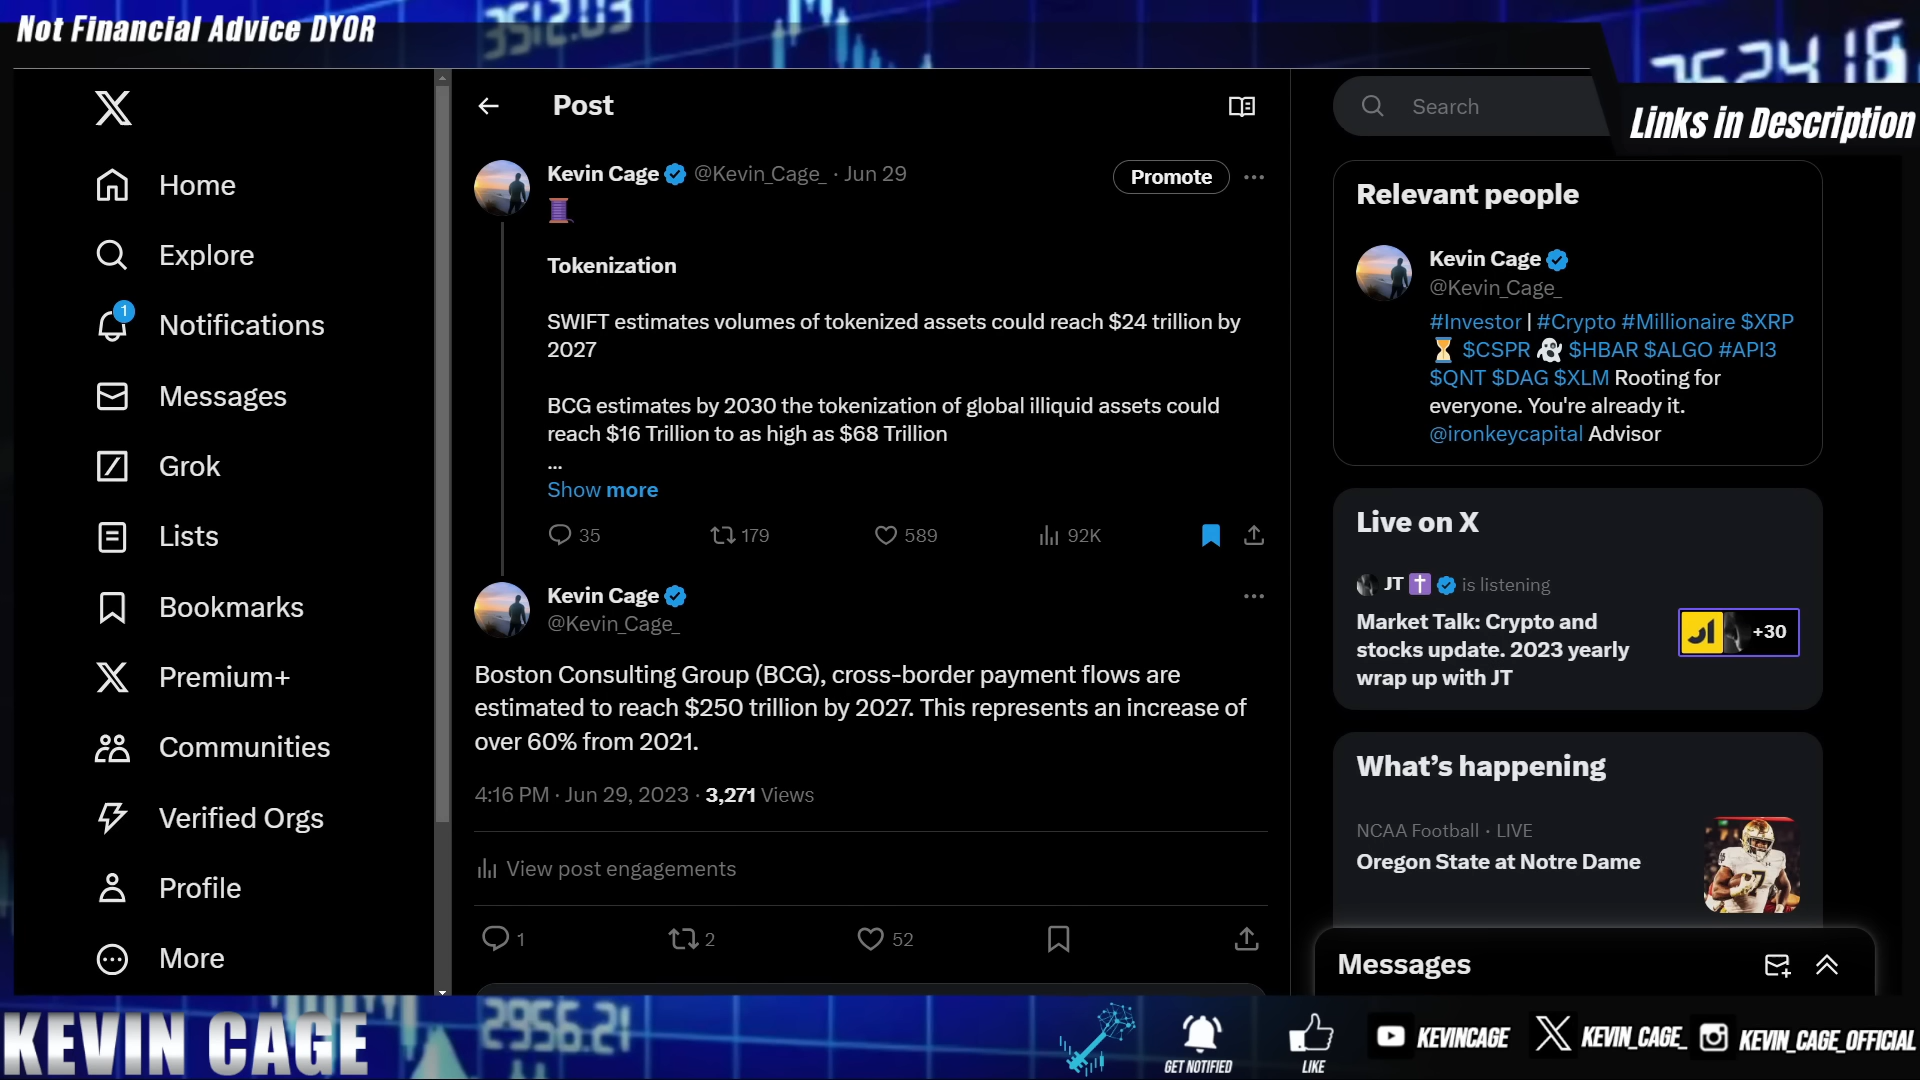 Not Financial Advice DYOR
3512.03
7524.18
Links in Description
Home
Explore
1
Notifications
Messages
Grok
Lists
Bookmarks
Premium+
Communities
Verified Orgs
Profile
More
Post
Kevin Cage @Kevin_Cage_ · Jun 29
Promote
Tokenization
SWIFT estimates volumes of tokenized assets could reach $24 trillion by
2027
BCG estimates by 2030 the tokenization of global illiquid assets could
reach $16 Trillion to as high as $68 Trillion
...
Show more
35 179 589 92K
Kevin Cage
@Kevin_Cage_
Boston Consulting Group (BCG), cross-border payment flows are
estimated to reach $250 trillion by 2027. This represents an increase of
over 60% from 2021.
4:16 PM · Jun 29, 2023 · 3,271 Views
View post engagements
1 2 52
Search
Relevant people
Kevin Cage
@Kevin_Cage_
#Investor | #Crypto #Millionaire $XRP
⏳ $CSPR 👻 $HBAR $ALGO #API3
$QNT $DAG $XLM Rooting for
everyone. You're already it.
@ironkeycapital Advisor
Live on X
JT ✝️ is listening
Market Talk: Crypto and
stocks update. 2023 yearly
wrap up with JT
+30
What's happening
NCAA Football · LIVE
Oregon State at Notre Dame
Messages
KEVIN CAGE
2956.21
GET NOTIFIED
LIKE
KEVINCAGE
KEVIN_CAGE_
KEVIN_CAGE_OFFICIAL